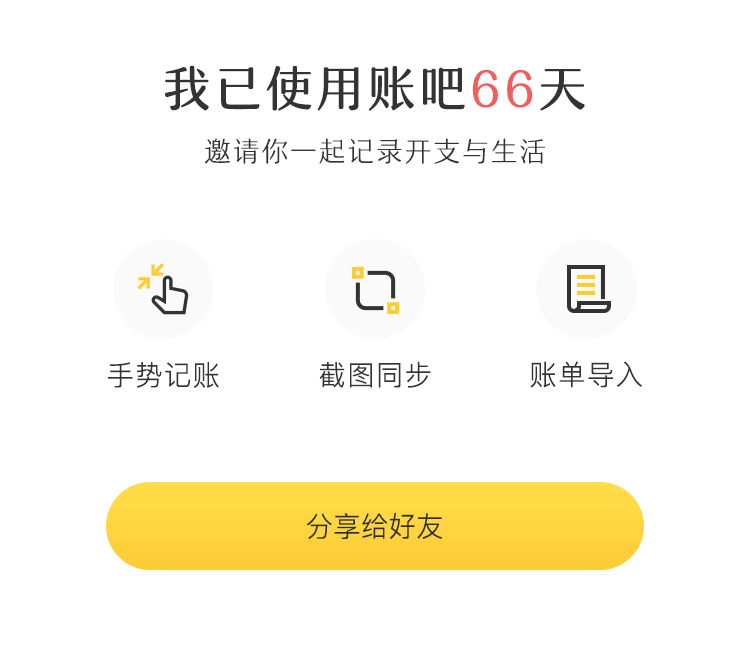 我已使用账吧66天
邀请你一起记录开支与生活
手势记账
截图同步
账单导入
分享给好友